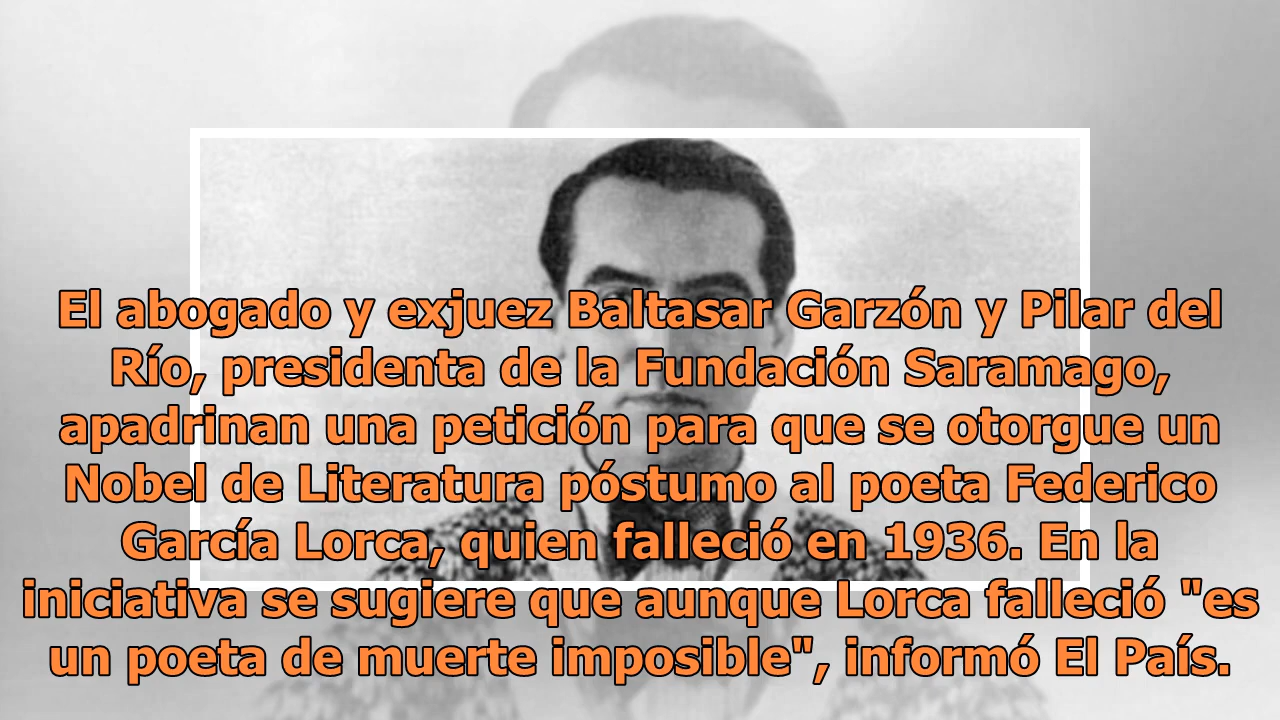 El abogado y exjuez Baltasar Garzón y Pilar del
Río, presidenta de la Fundación Saramago,
apadrinan una petición para que se otorgue un
Nobel de Literatura póstumo al poeta Federico
García Lorca, quien falleció en 1936. En la
iniciativa se sugiere que aunque Lorca falleció "es
un poeta de muerte imposible", informó El País.